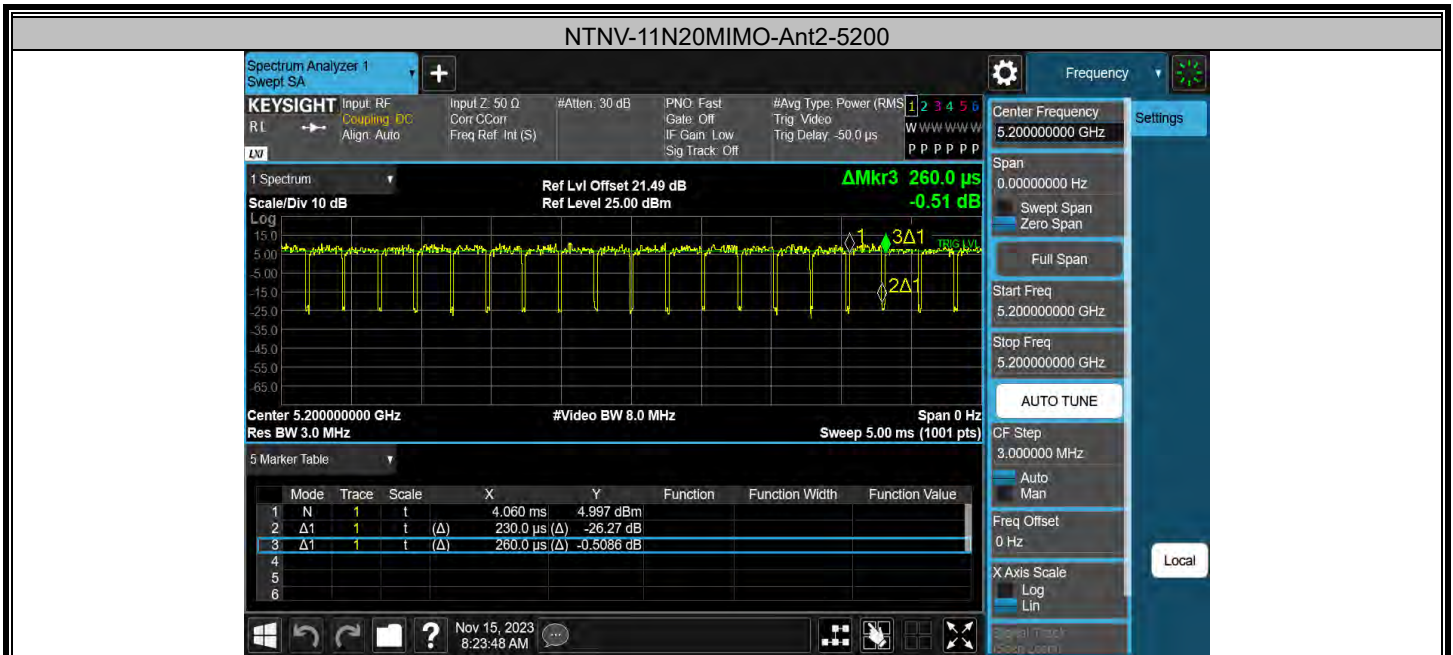 NTNV-11N20MIMO-Ant2-5200
Spectrum Analyzer 1
Swept SA
Frequency
KEYSIGHT Input: RF Input Z: 50 Ω #Atten: 30 dB PNO: Fast #Avg Type: Power (RMS 1 2 3 4 5 6
RL Coupling: DC Corr CCorr Gate: Off Trig: Video W W W W W W
Align: Auto Freq Ref: Int (S) IF Gain: Low Trig Delay: -50.0 µs
LXI Sig Track: Off P P P P P P
Center Frequency
5.200000000 GHz
Settings
Span
0.00000000 Hz
Swept Span
Zero Span
Full Span
Start Freq
5.200000000 GHz
Stop Freq
5.200000000 GHz
AUTO TUNE
CF Step
3.000000 MHz
Auto
Man
Freq Offset
0 Hz
X Axis Scale
Log
Lin
Signal Track
(Span Zoom)
Local
1 Spectrum
Ref Lvl Offset 21.49 dB
ΔMkr3 260.0 µs
Scale/Div 10 dB Ref Level 25.00 dBm -0.51 dB
Log
15.0
5.00
-5.00
-15.0
-25.0
-35.0
-45.0
-55.0
-65.0
1 3Δ1 TRIG LVL
2Δ1
Center 5.200000000 GHz #Video BW 8.0 MHz Span 0 Hz
Res BW 3.0 MHz Sweep 5.00 ms (1001 pts)
5 Marker Table
Mode Trace Scale X Y Function Function Width Function Value
1 N 1 t 4.060 ms 4.997 dBm
2 Δ1 1 t (Δ) 230.0 µs (Δ) -26.27 dB
3 Δ1 1 t (Δ) 260.0 µs (Δ) -0.5086 dB
4
5
6
Nov 15, 2023
8:23:48 AM